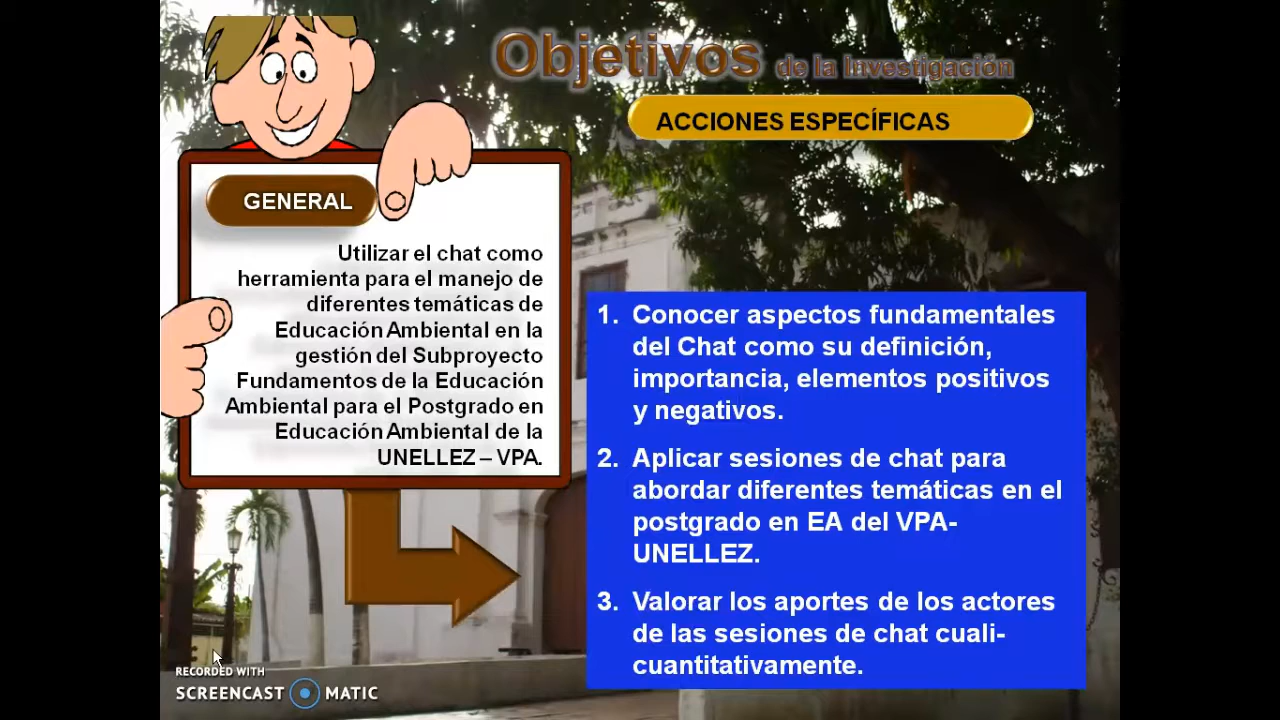 Objetivos de la Investigación
ACCIONES ESPECÍFICAS
GENERAL
Utilizar el chat como
herramienta para el manejo de
diferentes temáticas de
Educación Ambiental en la
gestión del Subproyecto
Fundamentos de la Educación
Ambiental para el Postgrado en
Educación Ambiental de la
UNELLEZ – VPA.
1. Conocer aspectos fundamentales
del Chat como su definición,
importancia, elementos positivos
y negativos.
2. Aplicar sesiones de chat para
abordar diferentes temáticas en el
postgrado en EA del VPA-
UNELLEZ.
3. Valorar los aportes de los actores
de las sesiones de chat cuali-
cuantitativamente.
RECORDED WITH
SCREENCAST MATIC